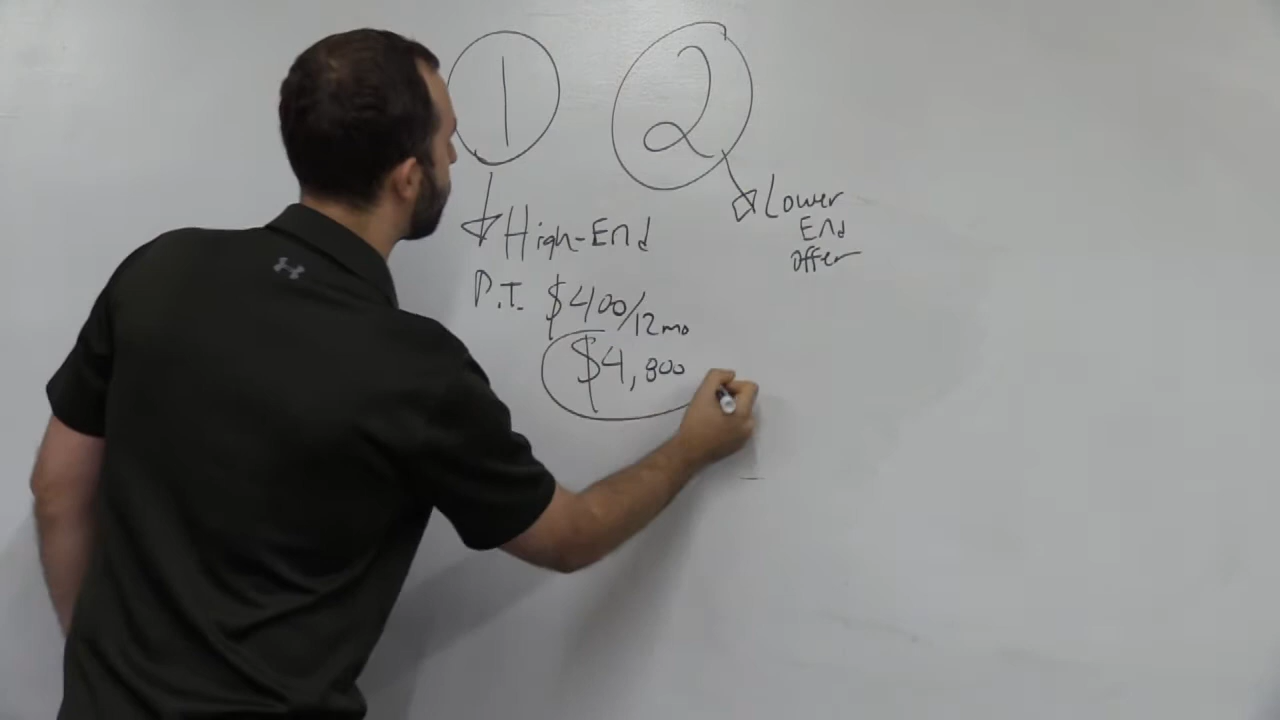 1
2
High-End
P.T. $400/12mo
$4,800
Lower
End
Offer